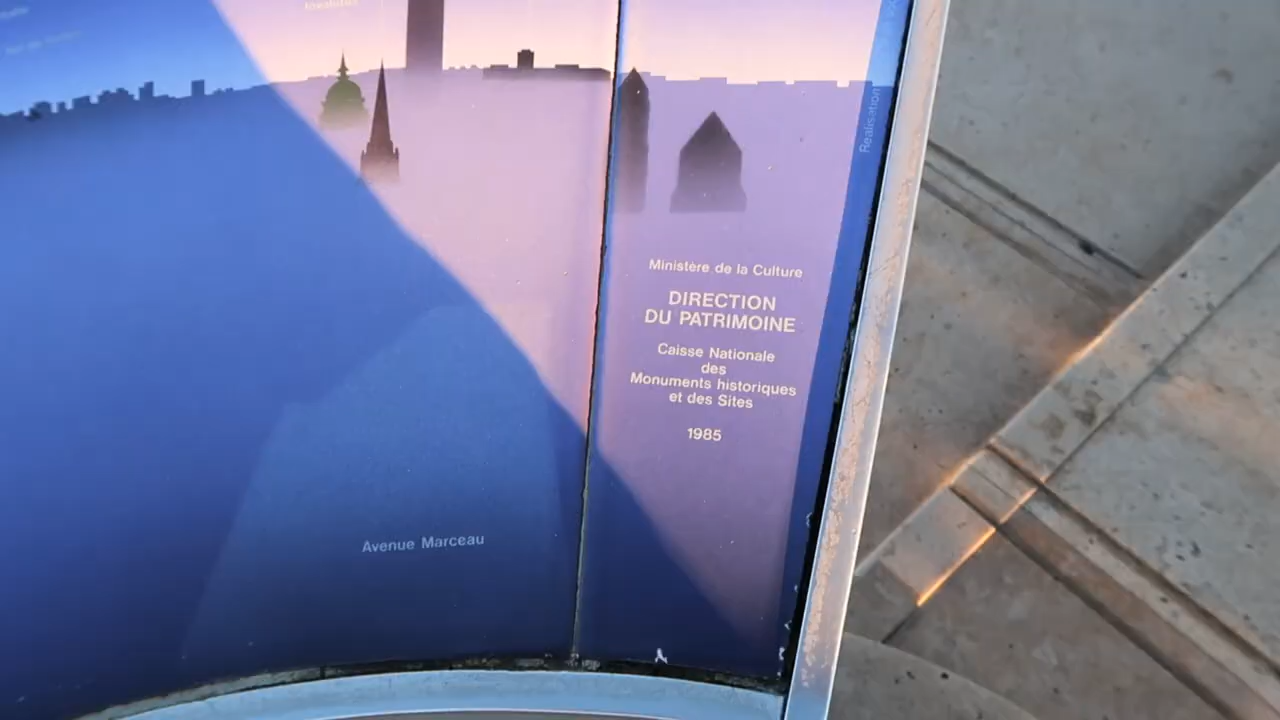 Invalides
Réalisation
Ministère de la Culture
DIRECTION
DU PATRIMOINE
Caisse Nationale
des
Monuments historiques
et des Sites
1985
Avenue Marceau